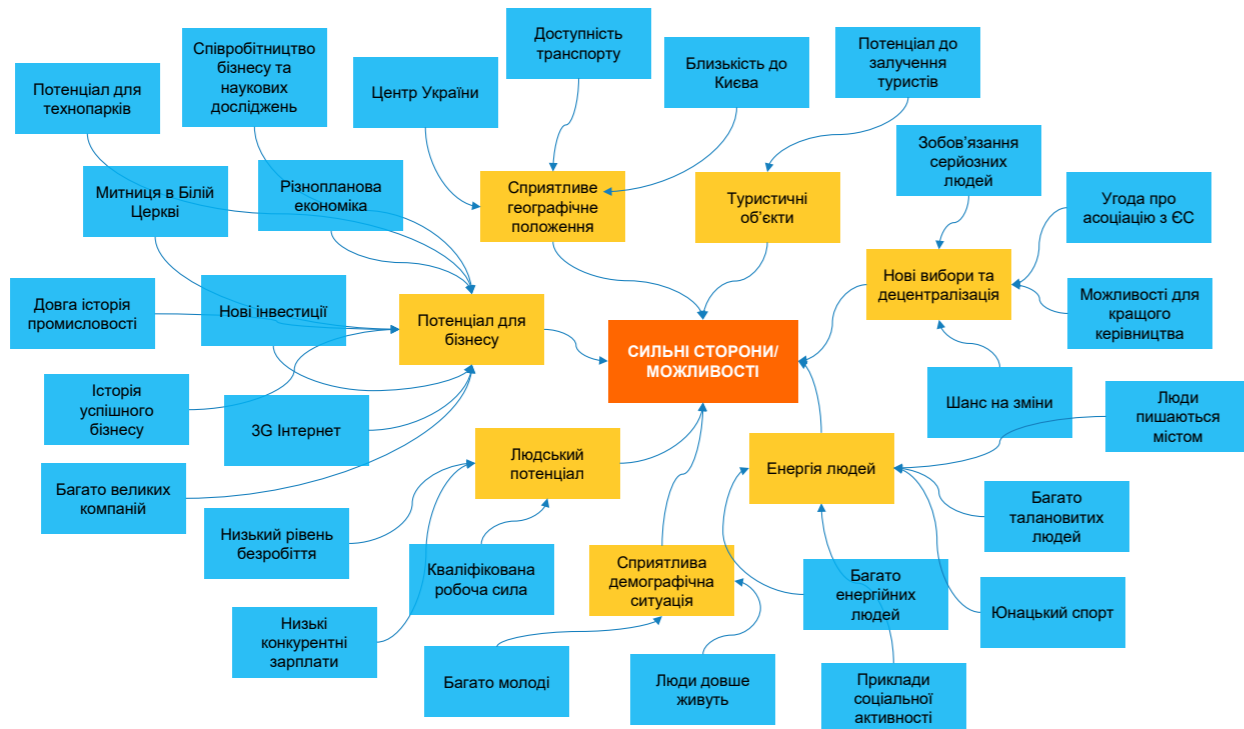 Співробітництво
бізнесу та
наукових
досліджень
Потенціал для
технопарків
Центр України
Доступність
транспорту
Близькість до
Києва
Потенціал до
залучення
туристів
Митниця в Білій
Церкві
Різнопланова
економіка
Сприятливе
географічне
положення
Туристичні
об’єкти
Зобов’язання
серйозних
людей
Угода про
асоціацію з ЄС
Довга історія
промисловості
Нові інвестиції
Потенціал для
бізнесу
СИЛЬНІ СТОРОНИ/
МОЖЛИВОСТІ
Нові вибори та
децентралізація
Можливості для
кращого
керівництва
Історія
успішного
бізнесу
3G Інтернет
Шанс на зміни
Люди
пишаються
містом
Багато великих
компаній
Людський
потенціал
Енергія людей
Низький рівень
безробіття
Кваліфікована
робоча сила
Сприятлива
демографічна
ситуація
Багато
енергійних
людей
Багато
талановитих
людей
Юнацький спорт
Низькі
конкурентні
зарплати
Багато молоді
Люди довше
живуть
Приклади
соціальної
активності